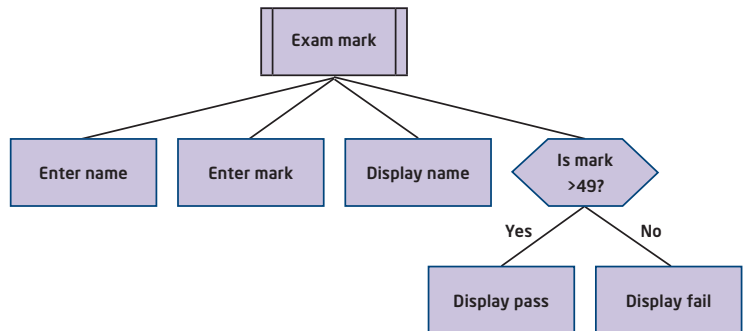 Exam mark
Enter name
Enter mark
Display name
Is mark
>49?
Yes
No
Display pass
Display fail